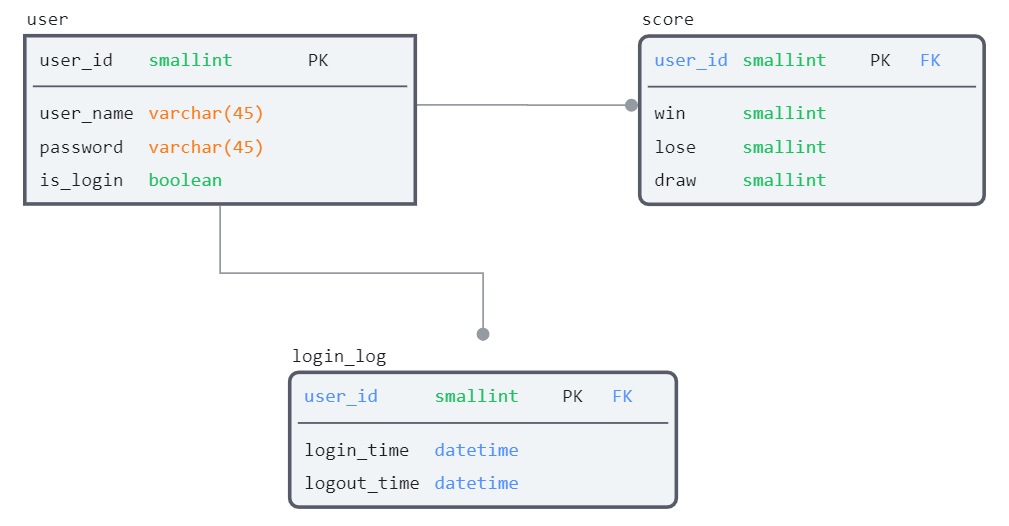 user
user_id smallint PK
user_name varchar(45)
password varchar(45)
is_login boolean
score
user_id smallint PK FK
win smallint
lose smallint
draw smallint
login_log
user_id smallint PK FK
login_time datetime
logout_time datetime